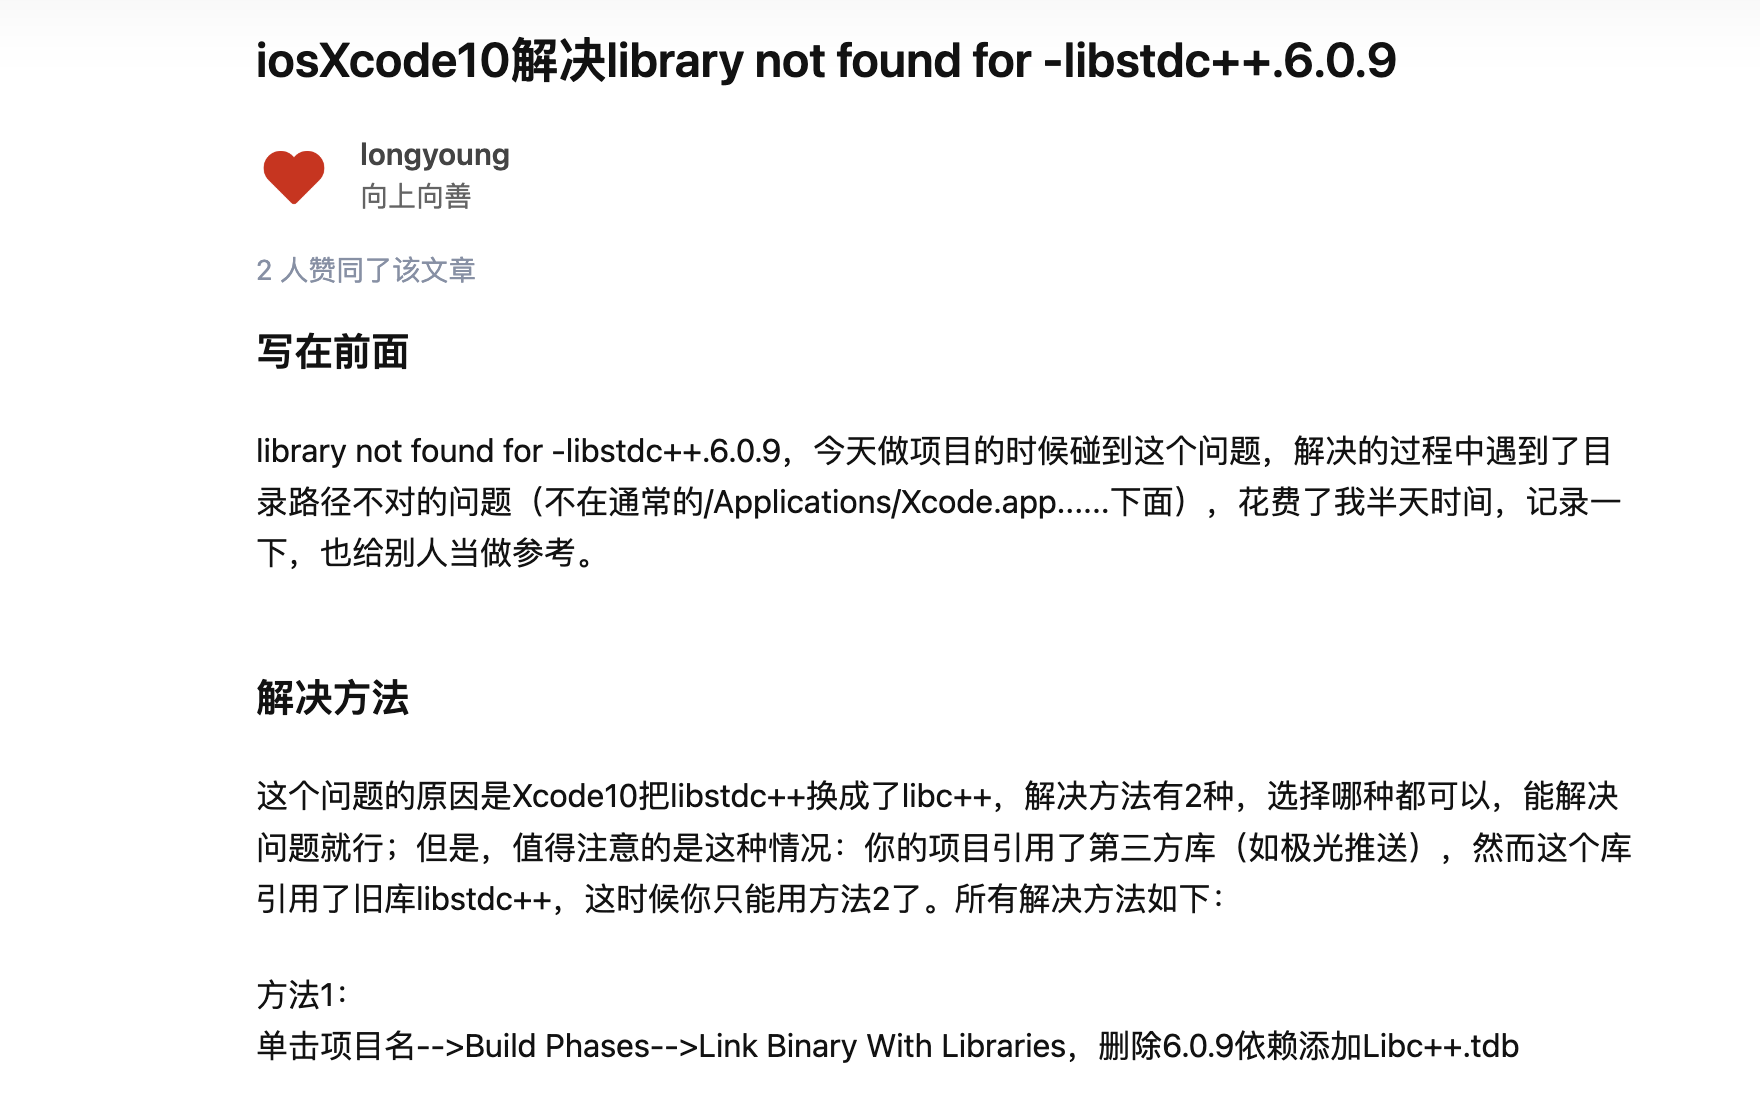 iosXcode10解决library not found for -libstdc++.6.0.9
longyoung
向上向善
2 人赞同了该文章
写在前面
library not found for -libstdc++.6.0.9，今天做项目的时候碰到这个问题，解决的过程中遇到了目
录路径不对的问题（不在通常的/Applications/Xcode.app......下面），花费了我半天时间，记录一
下，也给别人当做参考。
解决方法
这个问题的原因是Xcode10把libstdc++换成了libc++，解决方法有2种，选择哪种都可以，能解决
问题就行；但是，值得注意的是这种情况：你的项目引用了第三方库（如极光推送），然而这个库
引用了旧库libstdc++，这时候你只能用方法2了。所有解决方法如下：
方法1：
单击项目名-->Build Phases-->Link Binary With Libraries，删除6.0.9依赖添加Libc++.tdb